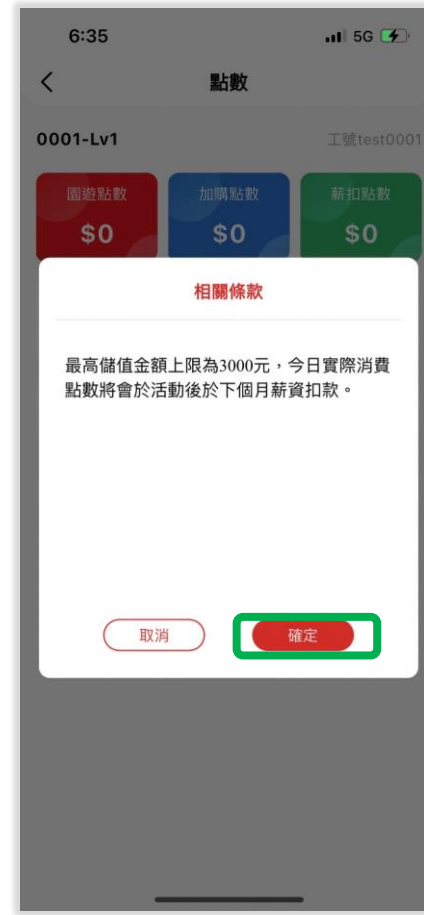 6:35
5G
點數
0001-Lv1
工號test0001
園遊點數
加購點數
薪扣點數
$0
$0
$0
相關條款
最高儲值金額上限為3000元，今日實際消費
點數將會於活動後於下個月薪資扣款。
取消
確定